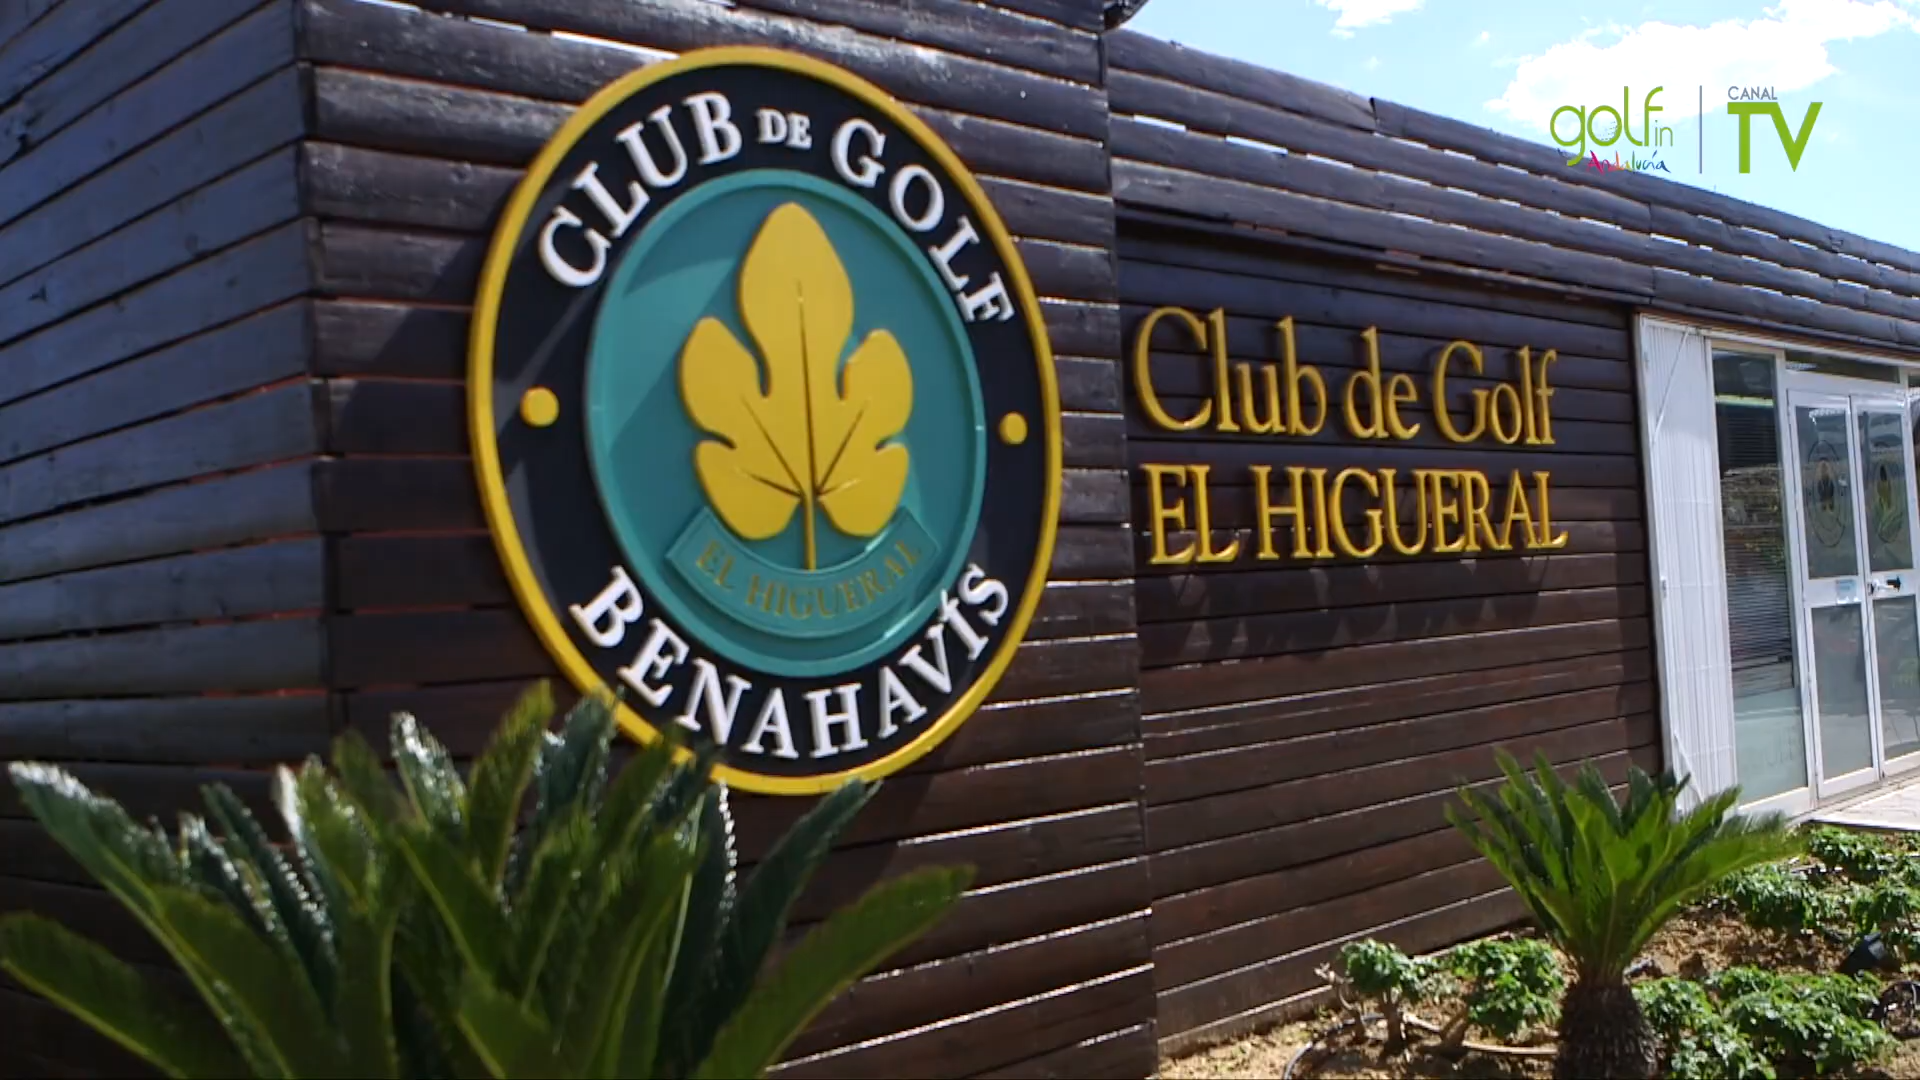 CLUB DE GOLF
EL HIGUERAL
BENAHAVÍS
Club de Golf
EL HIGUERAL
golf in
Andalucía
CANAL
TV